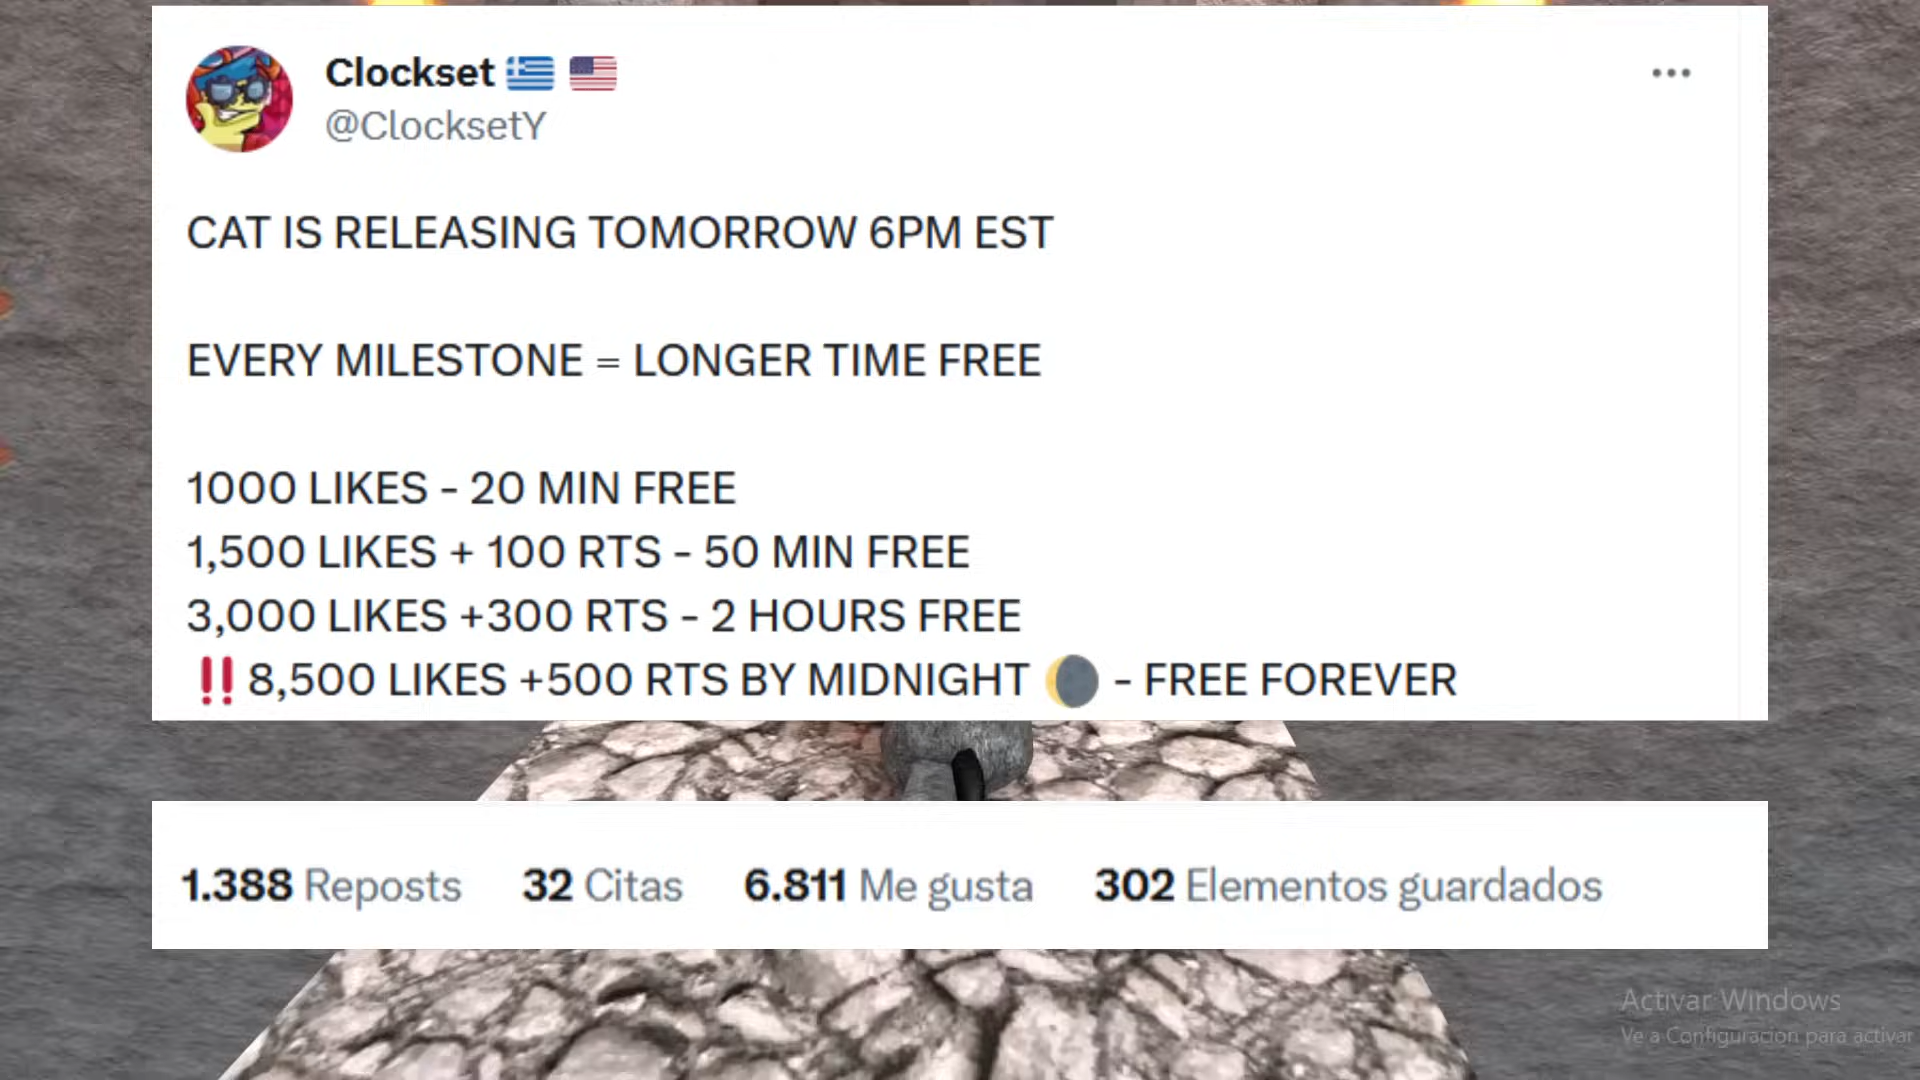 Clockset 🇬🇷 🇺🇸
@ClocksetY
CAT IS RELEASING TOMORROW 6PM EST
EVERY MILESTONE = LONGER TIME FREE
1000 LIKES - 20 MIN FREE
1,500 LIKES + 100 RTS - 50 MIN FREE
3,000 LIKES +300 RTS - 2 HOURS FREE
‼️8,500 LIKES +500 RTS BY MIDNIGHT 🌘 - FREE FOREVER
1.388 Reposts 32 Citas 6.811 Me gusta 302 Elementos guardados
Activar Windows
Ve a Configuración para activar